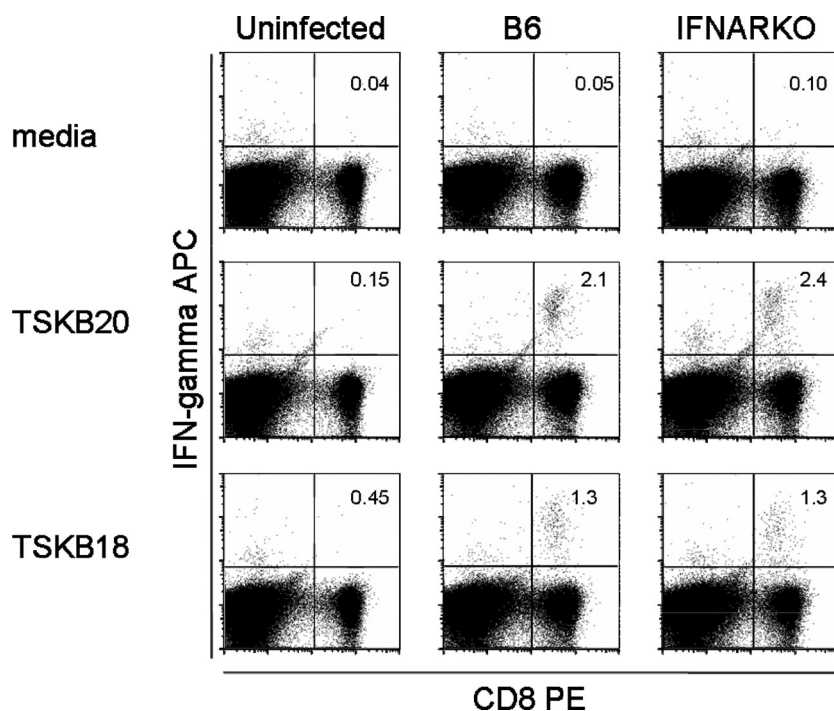 Uninfected B6 IFNARKO
media 0.04 0.05 0.10
TSKB20 0.15 2.1 2.4
TSKB18 0.45 1.3 1.3
IFN-gamma APC
CD8 PE